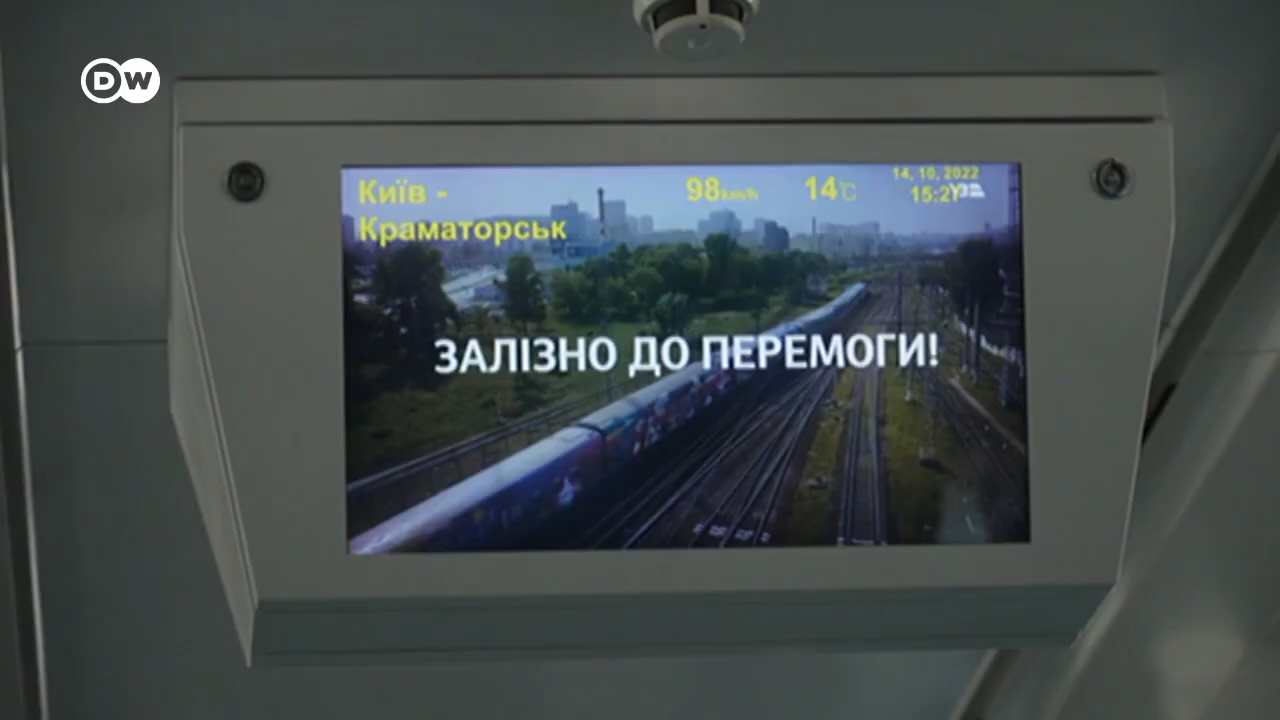 DW
Київ -
Краматорськ
98km/h
14°C
14, 10, 2022
15:27
ЗАЛІЗНО ДО ПЕРЕМОГИ!